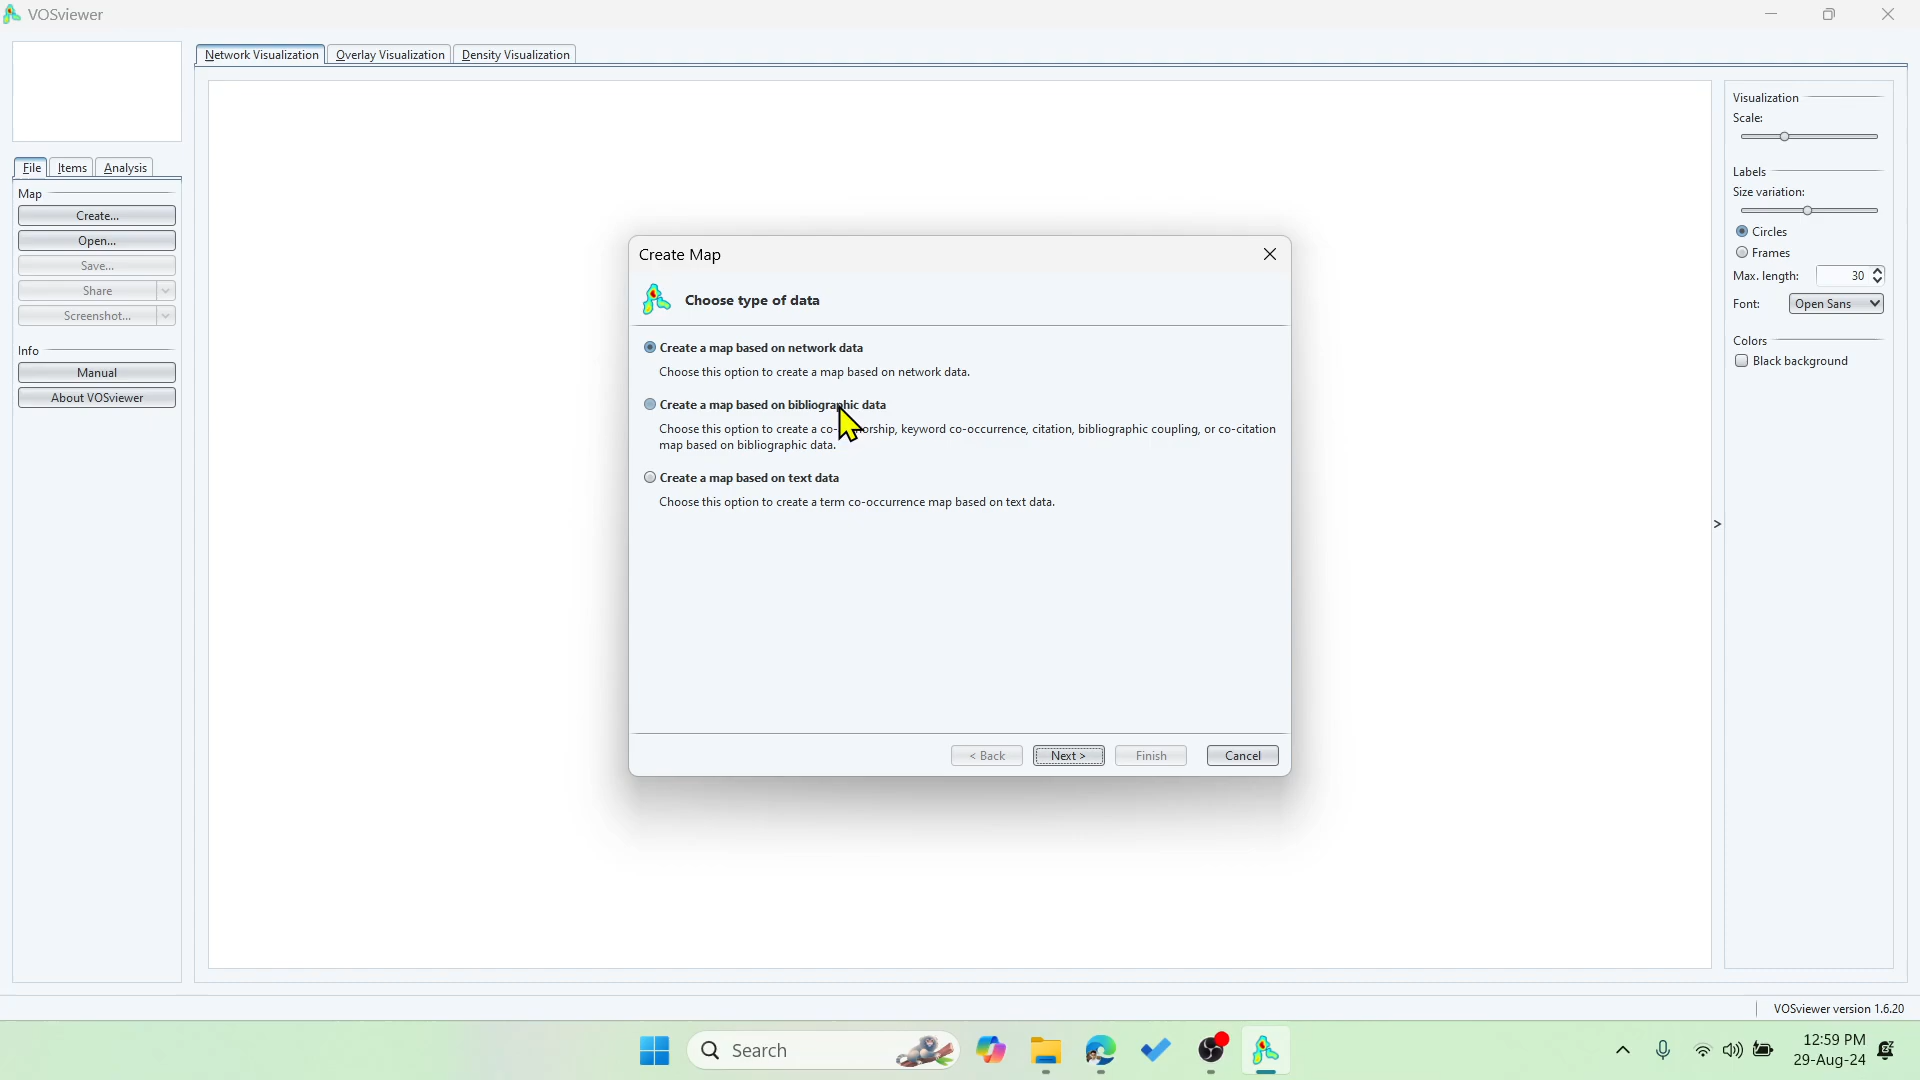 VOSviewer
Network Visualization
Overlay Visualization
Density Visualization
File
Items
Analysis
Map
Create...
Open...
Save...
Share
Screenshot...
Info
Manual
About VOSviewer
Create Map
Choose type of data
Create a map based on network data
Choose this option to create a map based on network data.
Create a map based on bibliographic data
Choose this option to create a co- orship, keyword co-occurrence, citation, bibliographic coupling, or co-citation
map based on bibliographic data.
Create a map based on text data
Choose this option to create a term co-occurrence map based on text data.
< Back
Next >
Finish
Cancel
Visualization
Scale:
Labels
Size variation:
Circles
Frames
Max. length:
30
Font:
Open Sans
Colors
Black background
>
VOSviewer version 1.6.20
Search
12:59 PM
29-Aug-24